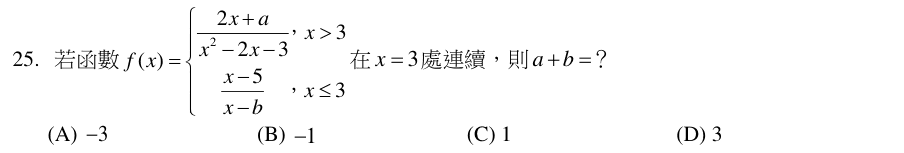 25. 若函數 f(x) = { (2x+a)/(x²−2x−3)，x>3
(x−5)/(x−b)，x≤3 在 x=3 處連續，則 a+b=？
(A) −3 (B) −1 (C) 1 (D) 3